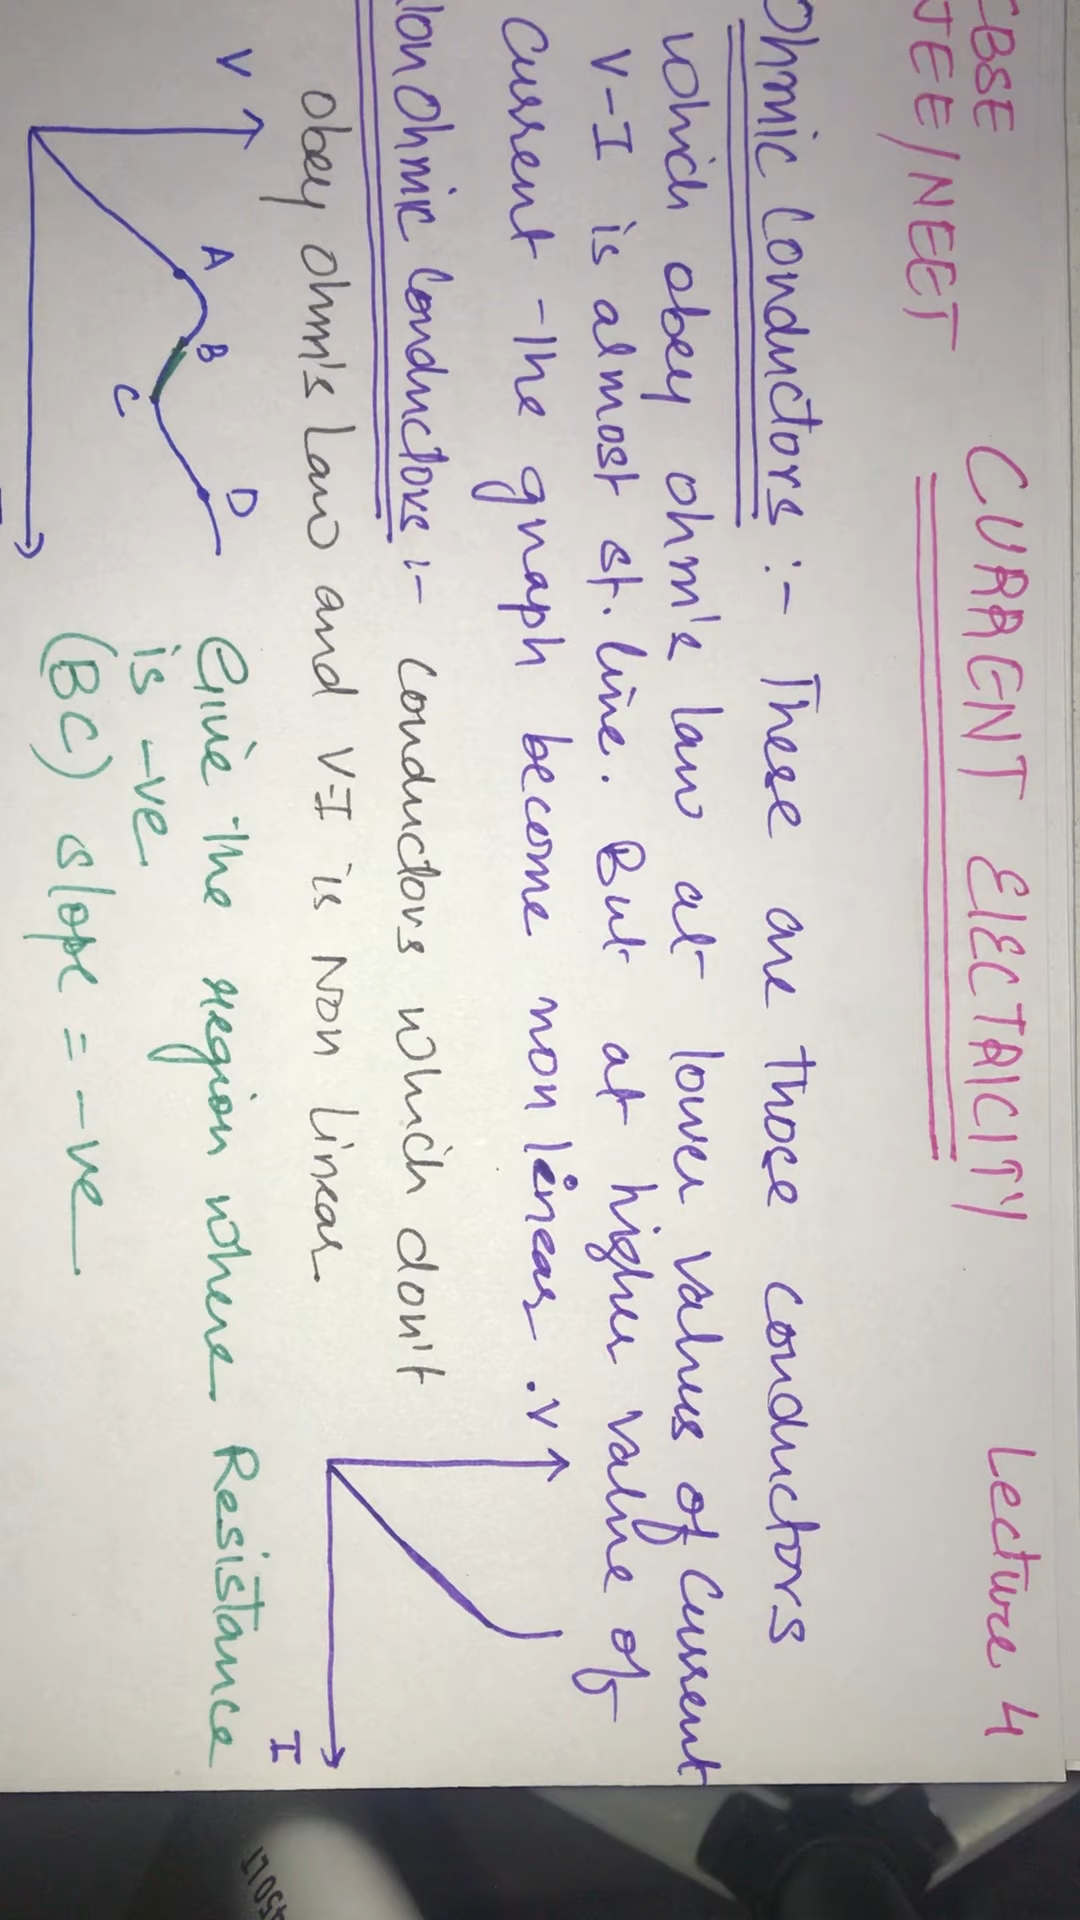 CBSE
JEE/NEET
CURRENT ElECTRICITY
Lecture 4
Ohmic Conductors :- These are those conductors
which obey ohm's law at lower values of Current
V-I is almost st. line. But at higher value of
Current the graph become non linear.
V
I
Non Ohmic Conductors :- Conductors which don't
obey ohm's Law and V-I is Non Linear.
V
A
B
C
D
Give the region where Resistance
is -ve.
(BC) slope = -ve